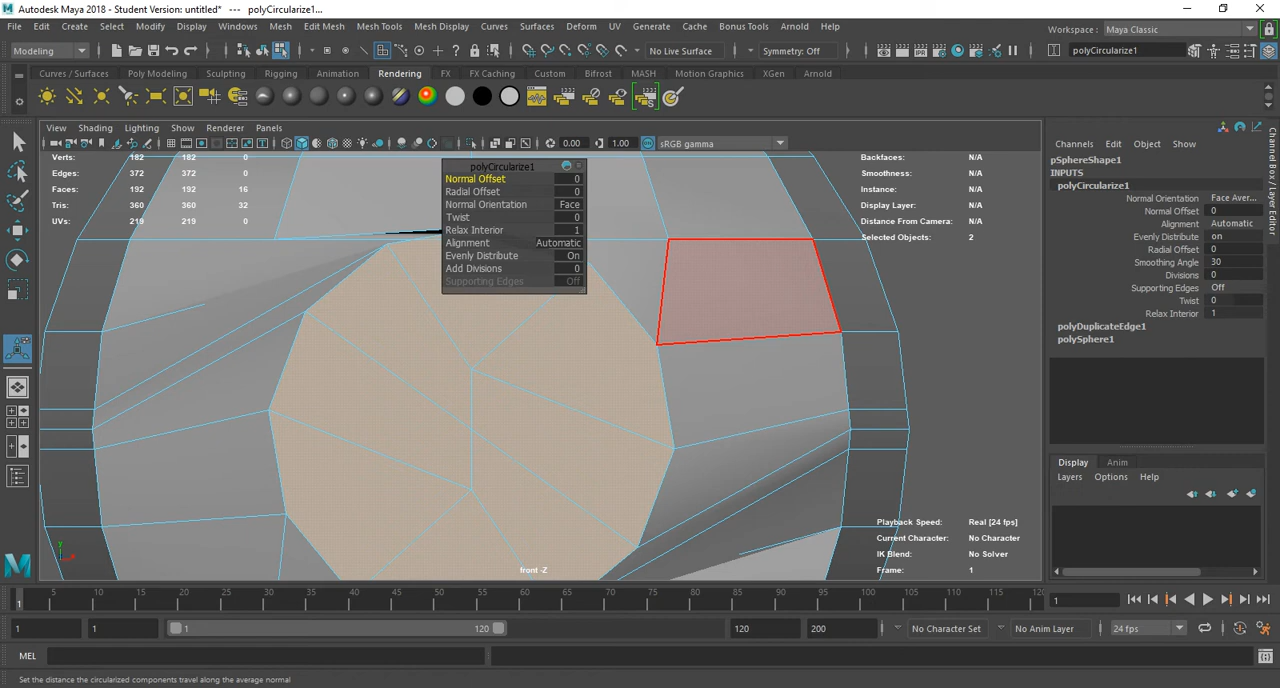 Autodesk Maya 2018 - Student Version: untitled* --- polyCircularize1...
File Edit Create Select Modify Display Windows Mesh Edit Mesh Mesh Tools Mesh Display Curves Surfaces Deform UV Generate Cache Bonus Tools Arnold Help
Workspace: Maya Classic
Modeling
No Live Surface
Symmetry: Off
polyCircularize1
Curves / Surfaces Poly Modeling Sculpting Rigging Animation Rendering FX FX Caching Custom Bifrost MASH Motion Graphics XGen Arnold
View Shading Lighting Show Renderer Panels
0.00 1.00 sRGB gamma
Verts: 182 182 0
Edges: 372 372 0
Faces: 192 192 16
Tris: 360 360 32
UVs: 219 219 0
polyCircularize1
Normal Offset 0
Radial Offset 0
Normal Orientation Face
Twist 0
Relax Interior 1
Alignment Automatic
Evenly Distribute On
Add Divisions 0
Supporting Edges Off
Backfaces: N/A
Smoothness: N/A
Instance: N/A
Display Layer: N/A
Distance From Camera: N/A
Selected Objects: 2
Playback Speed: Real [24 fps]
Current Character: No Character
IK Blend: No Solver
Frame: 1
front -Z
y
Channels Edit Object Show
pSphereShape1
INPUTS
polyCircularize1
Normal Orientation Face Aver...
Normal Offset 0
Alignment Automatic
Evenly Distribute on
Radial Offset 0
Smoothing Angle 30
Divisions 0
Supporting Edges Off
Twist 0
Relax Interior 1
polyDuplicateEdge1
polySphere1
Display Anim
Layers Options Help
Channel Box / Layer Editor
1 5 10 15 20 25 30 35 40 45 50 55 60 65 70 75 80 85 90 95 100 105 110 115 12
1
1 1 1 120 120 200 No Character Set No Anim Layer 24 fps
MEL
Set the distance the circularized components travel along the average normal